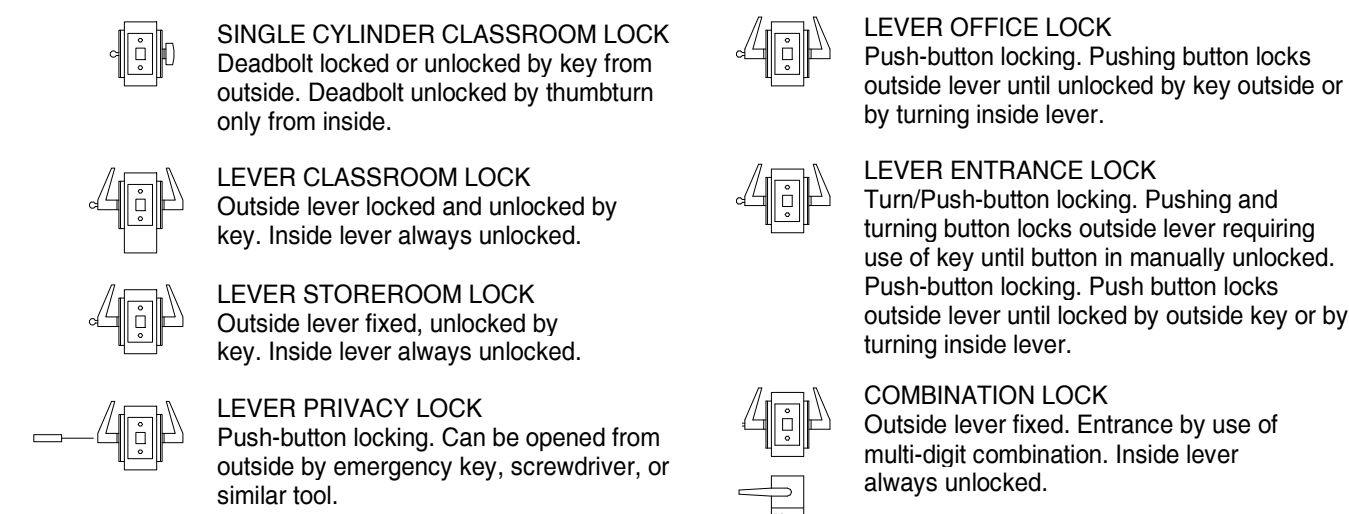 SINGLE CYLINDER CLASSROOM LOCK
Deadbolt locked or unlocked by key from
outside. Deadbolt unlocked by thumbturn
only from inside.
LEVER CLASSROOM LOCK
Outside lever locked and unlocked by
key. Inside lever always unlocked.
LEVER STOREROOM LOCK
Outside lever fixed, unlocked by
key. Inside lever always unlocked.
LEVER PRIVACY LOCK
Push-button locking. Can be opened from
outside by emergency key, screwdriver, or
similar tool.
LEVER OFFICE LOCK
Push-button locking. Pushing button locks
outside lever until unlocked by key outside or
by turning inside lever.
LEVER ENTRANCE LOCK
Turn/Push-button locking. Pushing and
turning button locks outside lever requiring
use of key until button in manually unlocked.
Push-button locking. Push button locks
outside lever until locked by outside key or by
turning inside lever.
COMBINATION LOCK
Outside lever fixed. Entrance by use of
multi-digit combination. Inside lever
always unlocked.